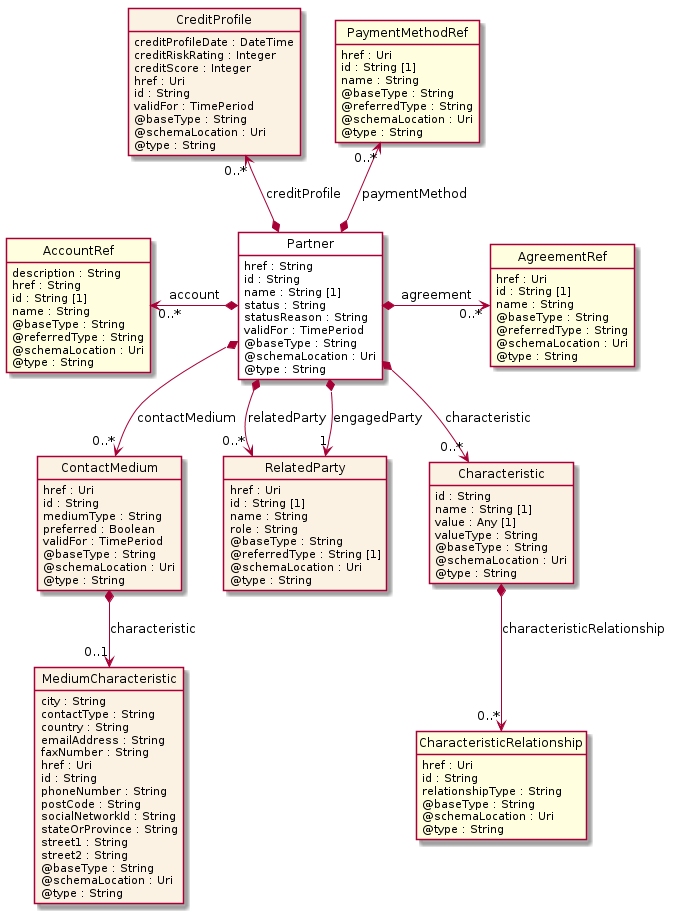 CreditProfile
creditProfileDate : DateTime
creditRiskRating : Integer
creditScore : Integer
href : Uri
id : String
validFor : TimePeriod
@baseType : String
@schemaLocation : Uri
@type : String
PaymentMethodRef
href : Uri
id : String [1]
name : String
@baseType : String
@referredType : String
@schemaLocation : Uri
@type : String
0..*
0..*
creditProfile
paymentMethod
AccountRef
description : String
href : String
id : String [1]
name : String
@baseType : String
@referredType : String
@schemaLocation : Uri
@type : String
account
0..*
Partner
href : String
id : String
name : String [1]
status : String
statusReason : String
validFor : TimePeriod
@baseType : String
@schemaLocation : Uri
@type : String
agreement
0..*
AgreementRef
href : Uri
id : String [1]
name : String
@baseType : String
@referredType : String
@schemaLocation : Uri
@type : String
contactMedium
relatedParty
engagedParty
characteristic
0..*
0..*
1
0..*
ContactMedium
href : Uri
id : String
mediumType : String
preferred : Boolean
validFor : TimePeriod
@baseType : String
@schemaLocation : Uri
@type : String
RelatedParty
href : Uri
id : String [1]
name : String
role : String
@baseType : String
@referredType : String [1]
@schemaLocation : Uri
@type : String
Characteristic
id : String
name : String [1]
value : Any [1]
valueType : String
@baseType : String
@schemaLocation : Uri
@type : String
characteristic
0..1
characteristicRelationship
0..*
MediumCharacteristic
city : String
contactType : String
country : String
emailAddress : String
faxNumber : String
href : Uri
id : String
phoneNumber : String
postCode : String
socialNetworkId : String
stateOrProvince : String
street1 : String
street2 : String
@baseType : String
@schemaLocation : Uri
@type : String
CharacteristicRelationship
href : Uri
id : String
relationshipType : String
@baseType : String
@schemaLocation : Uri
@type : String